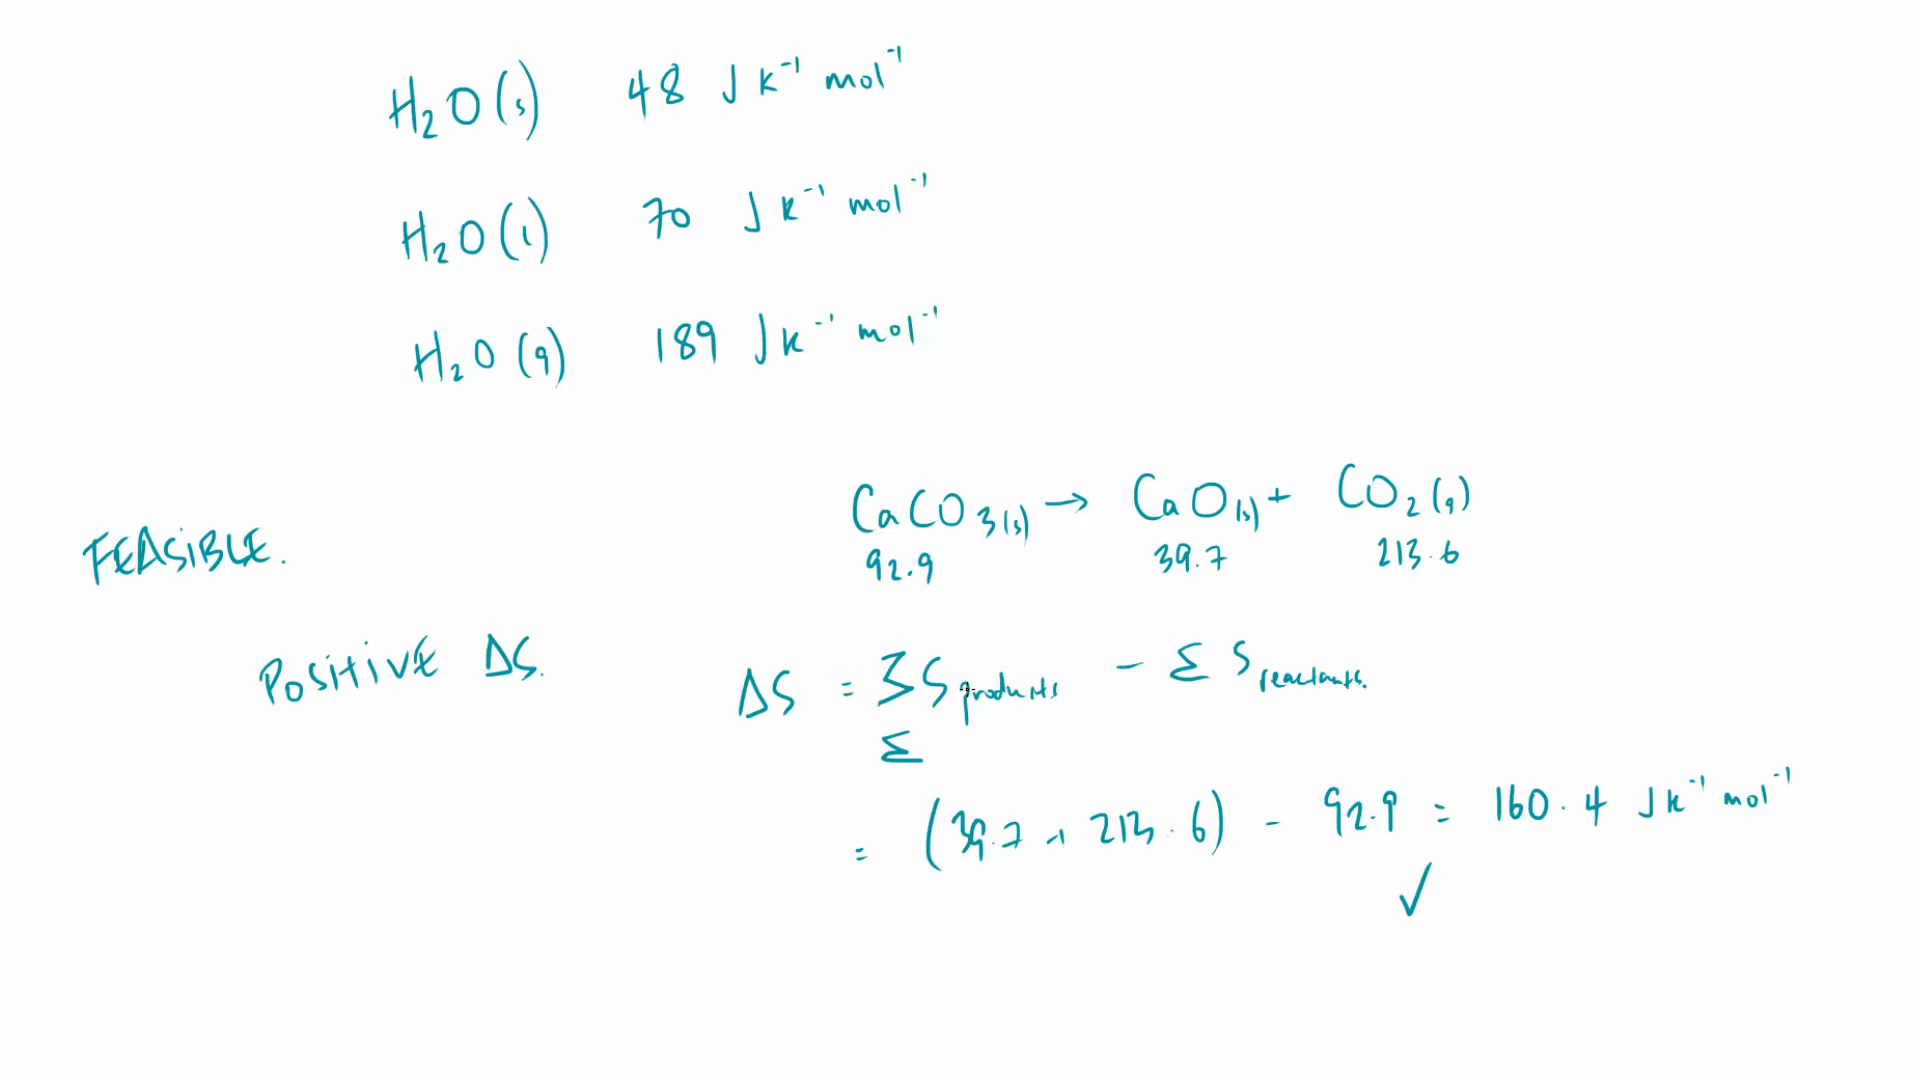 H₂O(s) 48 J K⁻¹ mol⁻¹
H₂O(l) 70 J K⁻¹ mol⁻¹
H₂O(g) 189 J K⁻¹ mol⁻¹
CaCO₃(s) → CaO(s) + CO₂(g)
92.9 39.7 213.6
FEASIBLE.
POSITIVE ΔS.
ΔS = Σ S products - Σ S reactants.
Σ
= (39.7 + 213.6) - 92.9 = 160.4 J K⁻¹ mol⁻¹
✓